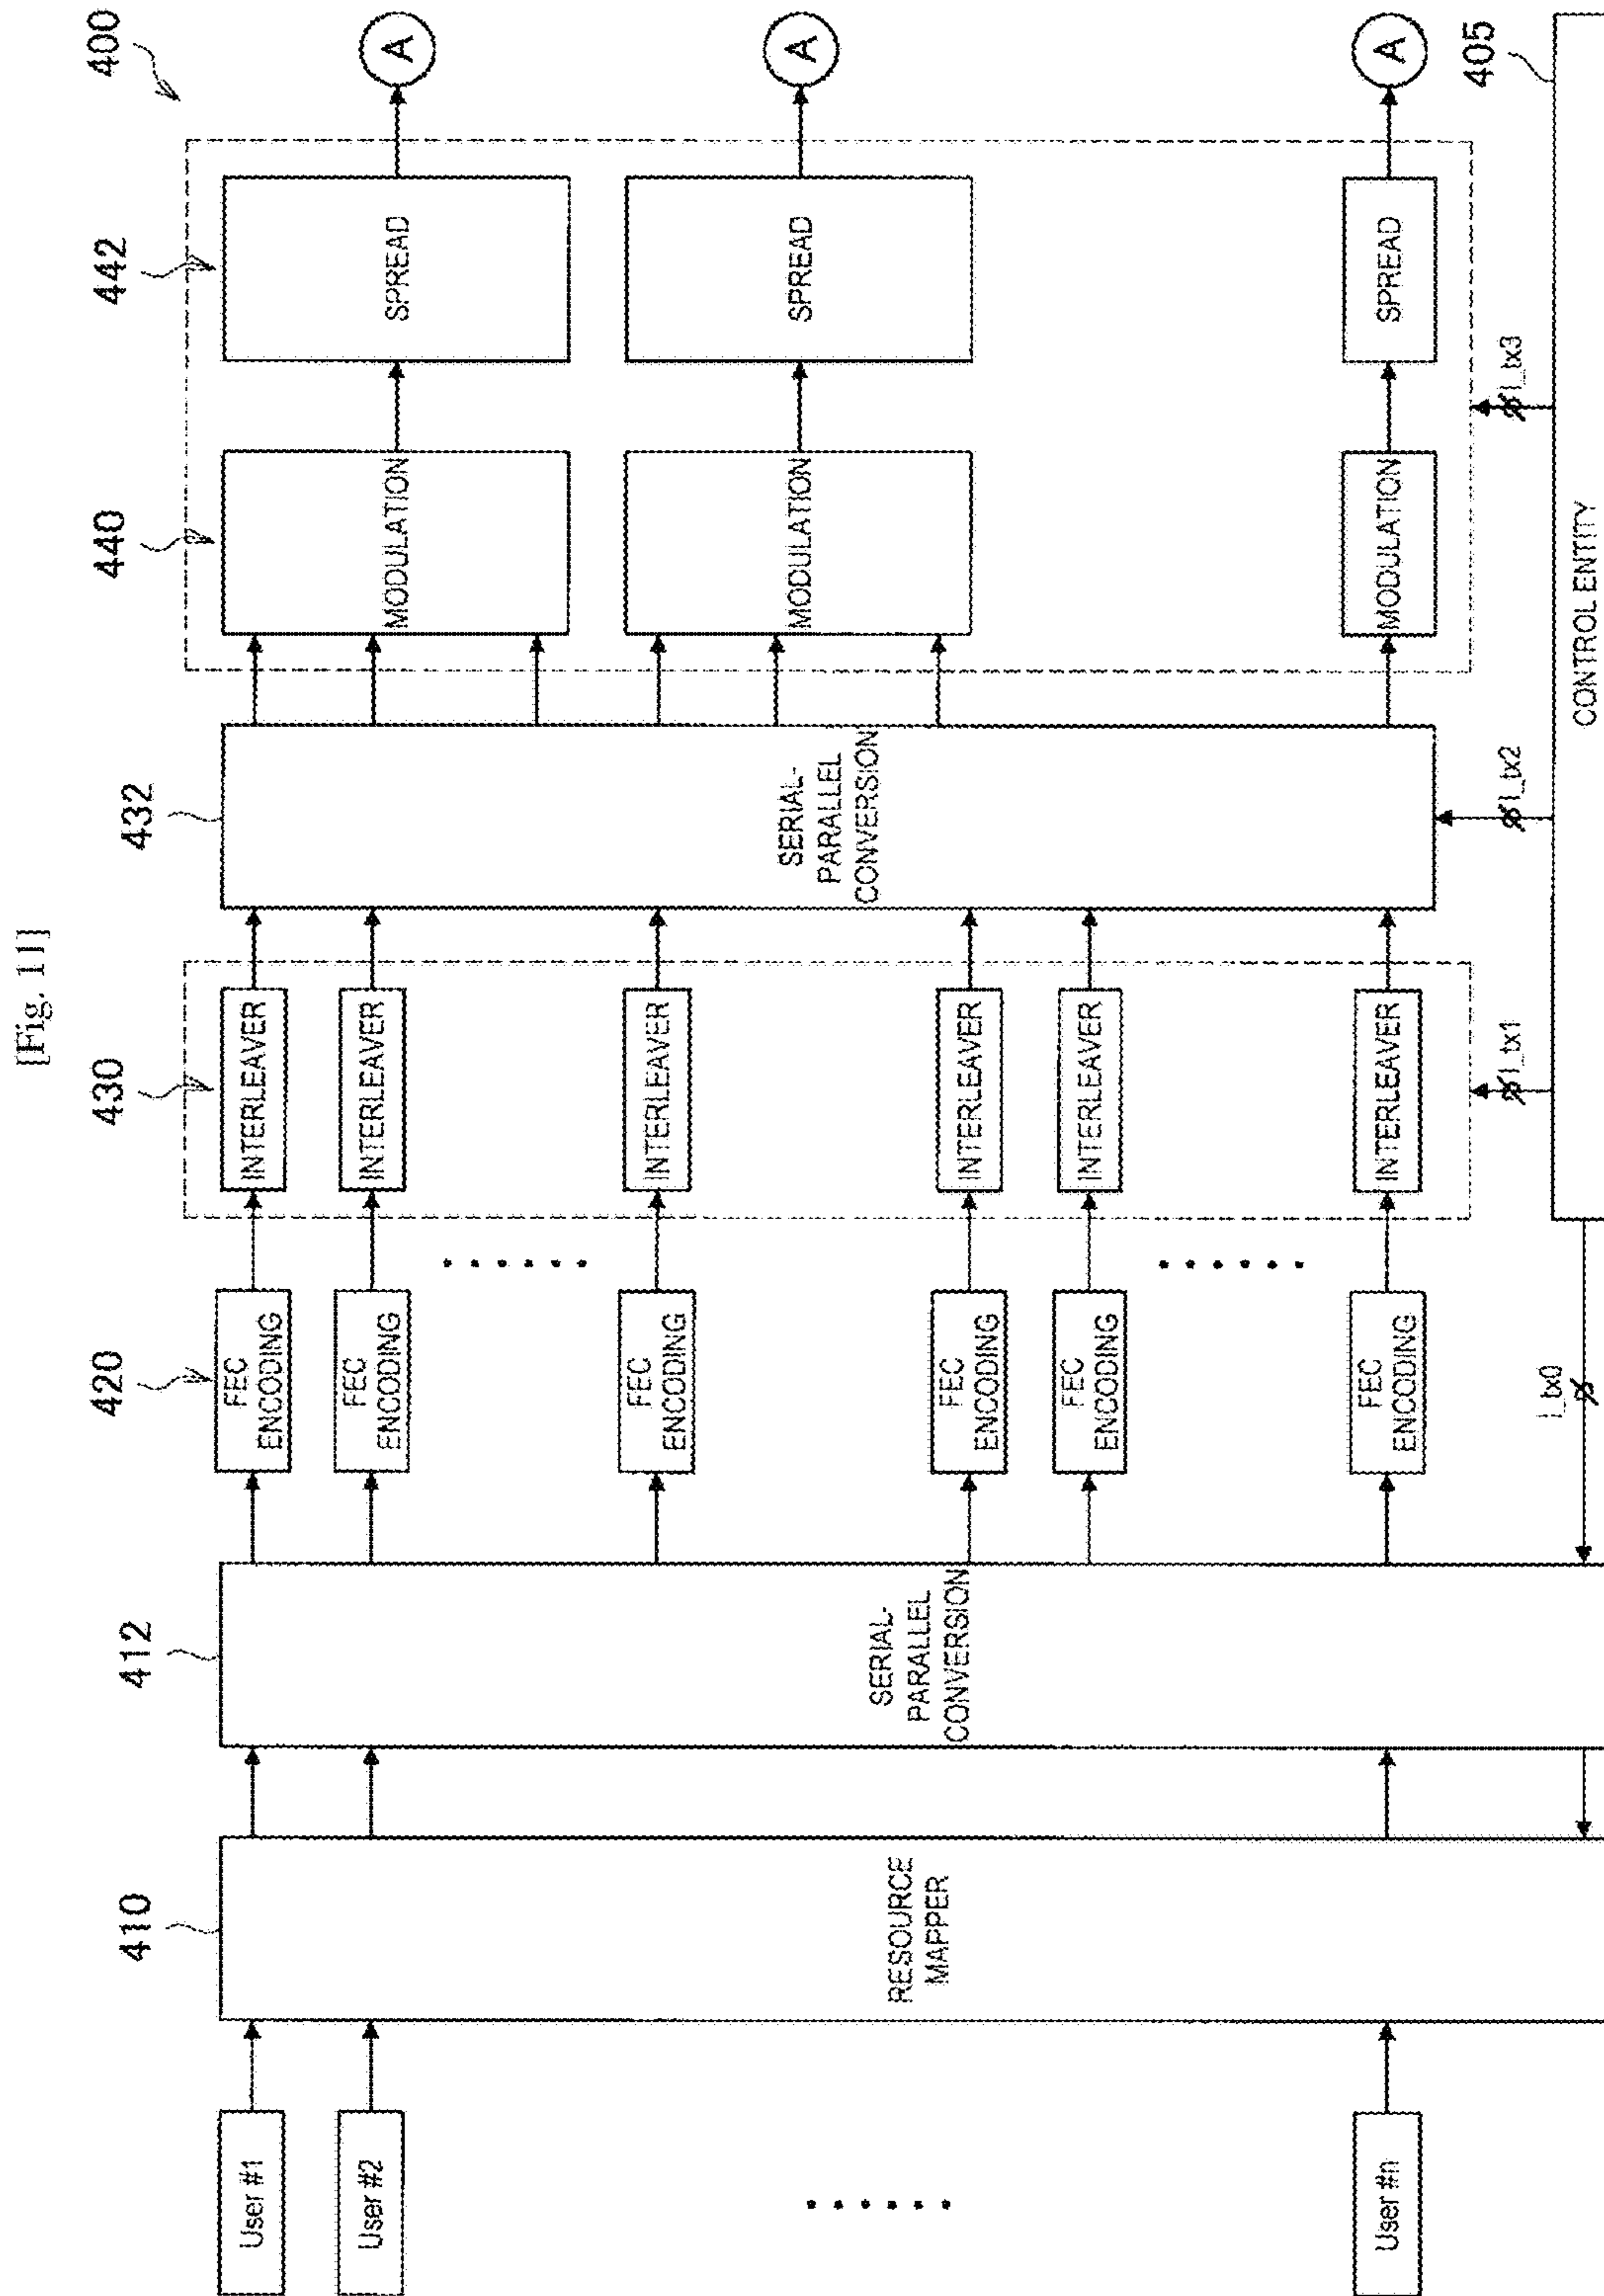 [Fig. 11]
400
410
412
420
430
432
440
442
User #1
User #2
User #n
RESOURCE
MAPPER
SERIAL-
PARALLEL
CONVERSION
FEC
ENCODING
FEC
ENCODING
FEC
ENCODING
FEC
ENCODING
FEC
ENCODING
FEC
ENCODING
INTERLEAVER
INTERLEAVER
INTERLEAVER
INTERLEAVER
INTERLEAVER
INTERLEAVER
SERIAL-
PARALLEL
CONVERSION
MODULATION
MODULATION
MODULATION
SPREAD
SPREAD
SPREAD
A
A
A
I_tx0
I_tx1
I_tx2
I_tx3
405
CONTROL ENTITY